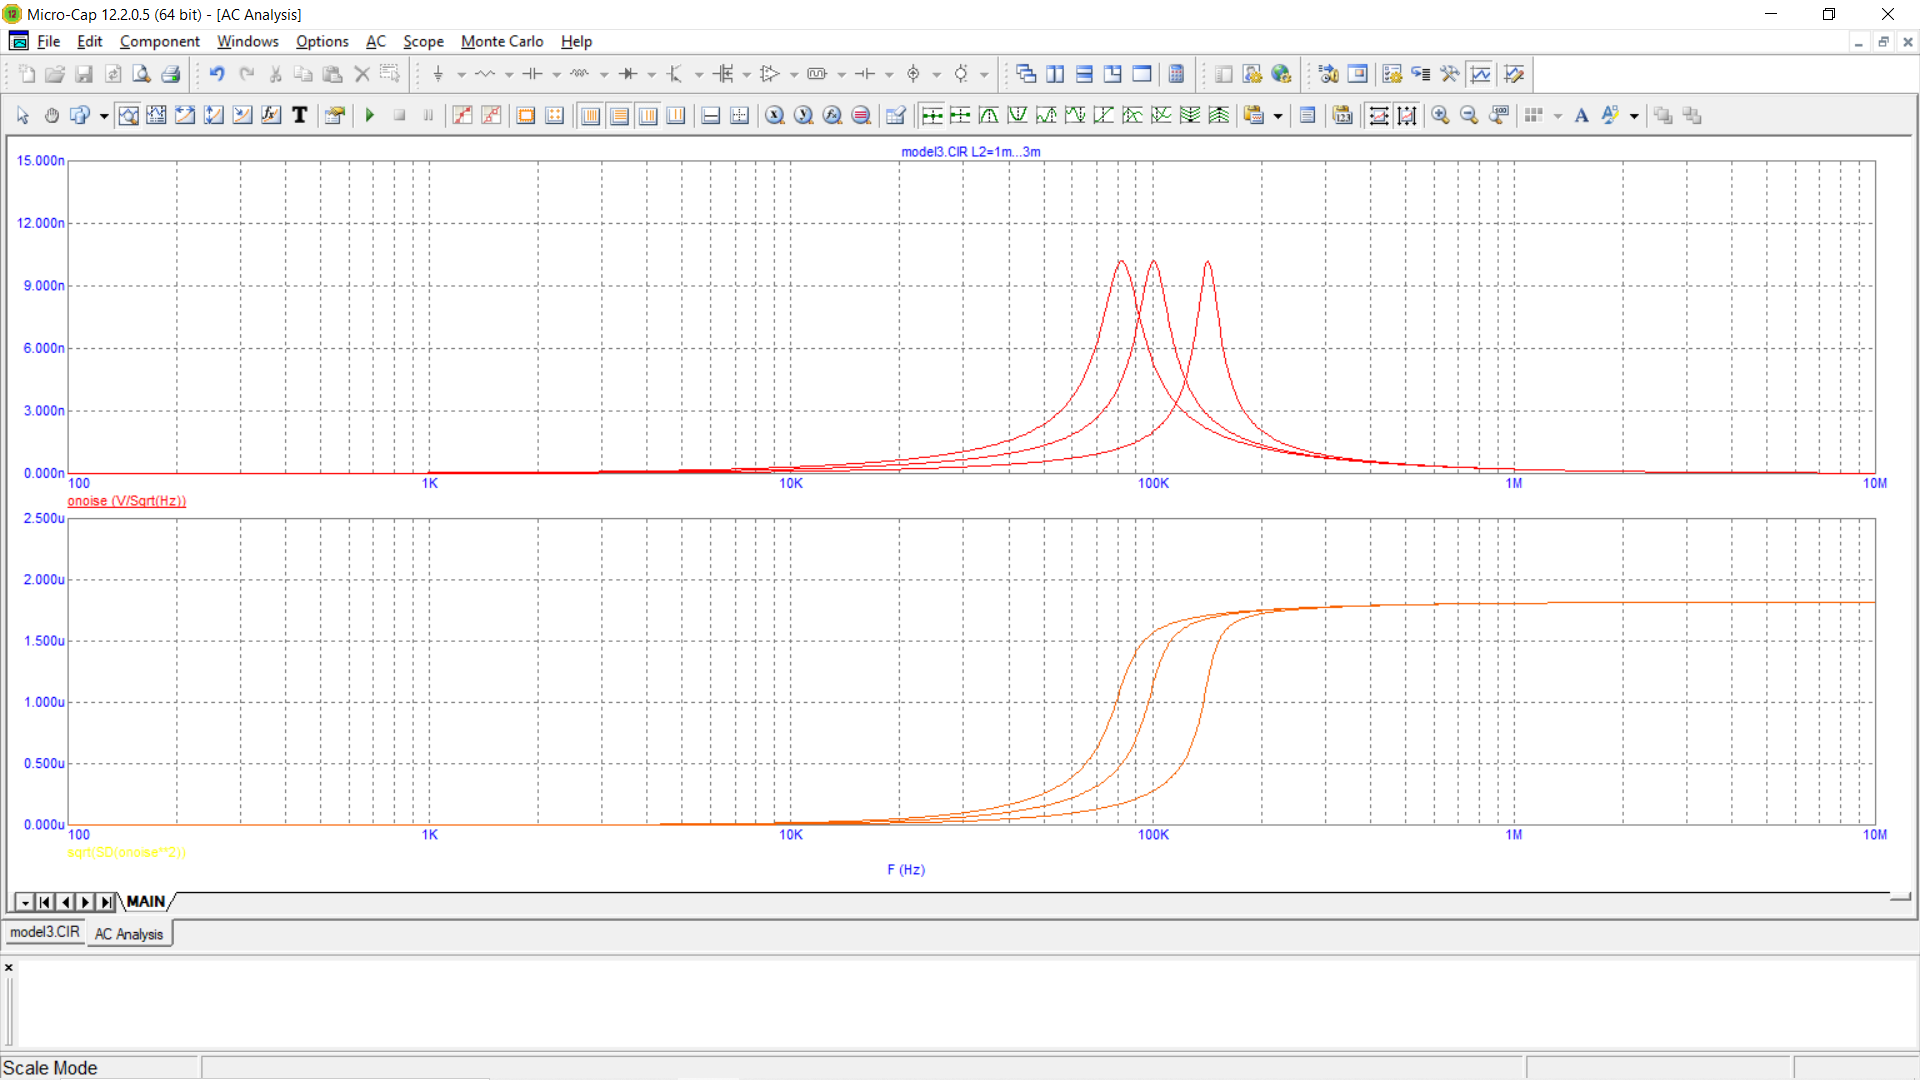 Micro-Cap 12.2.0.5 (64 bit) - [AC Analysis]
File Edit Component Windows Options AC Scope Monte Carlo Help
model3.CIR L2=1m...3m
15.000n
12.000n
9.000n
6.000n
3.000n
0.000n
100 1K 10K 100K 1M 10M
onoise (V/Sqrt(Hz))
2.500u
2.000u
1.500u
1.000u
0.500u
0.000u
100 1K 10K 100K 1M 10M
sqrt(SD(onoise**2))
F (Hz)
MAIN
model3.CIR AC Analysis
Scale Mode